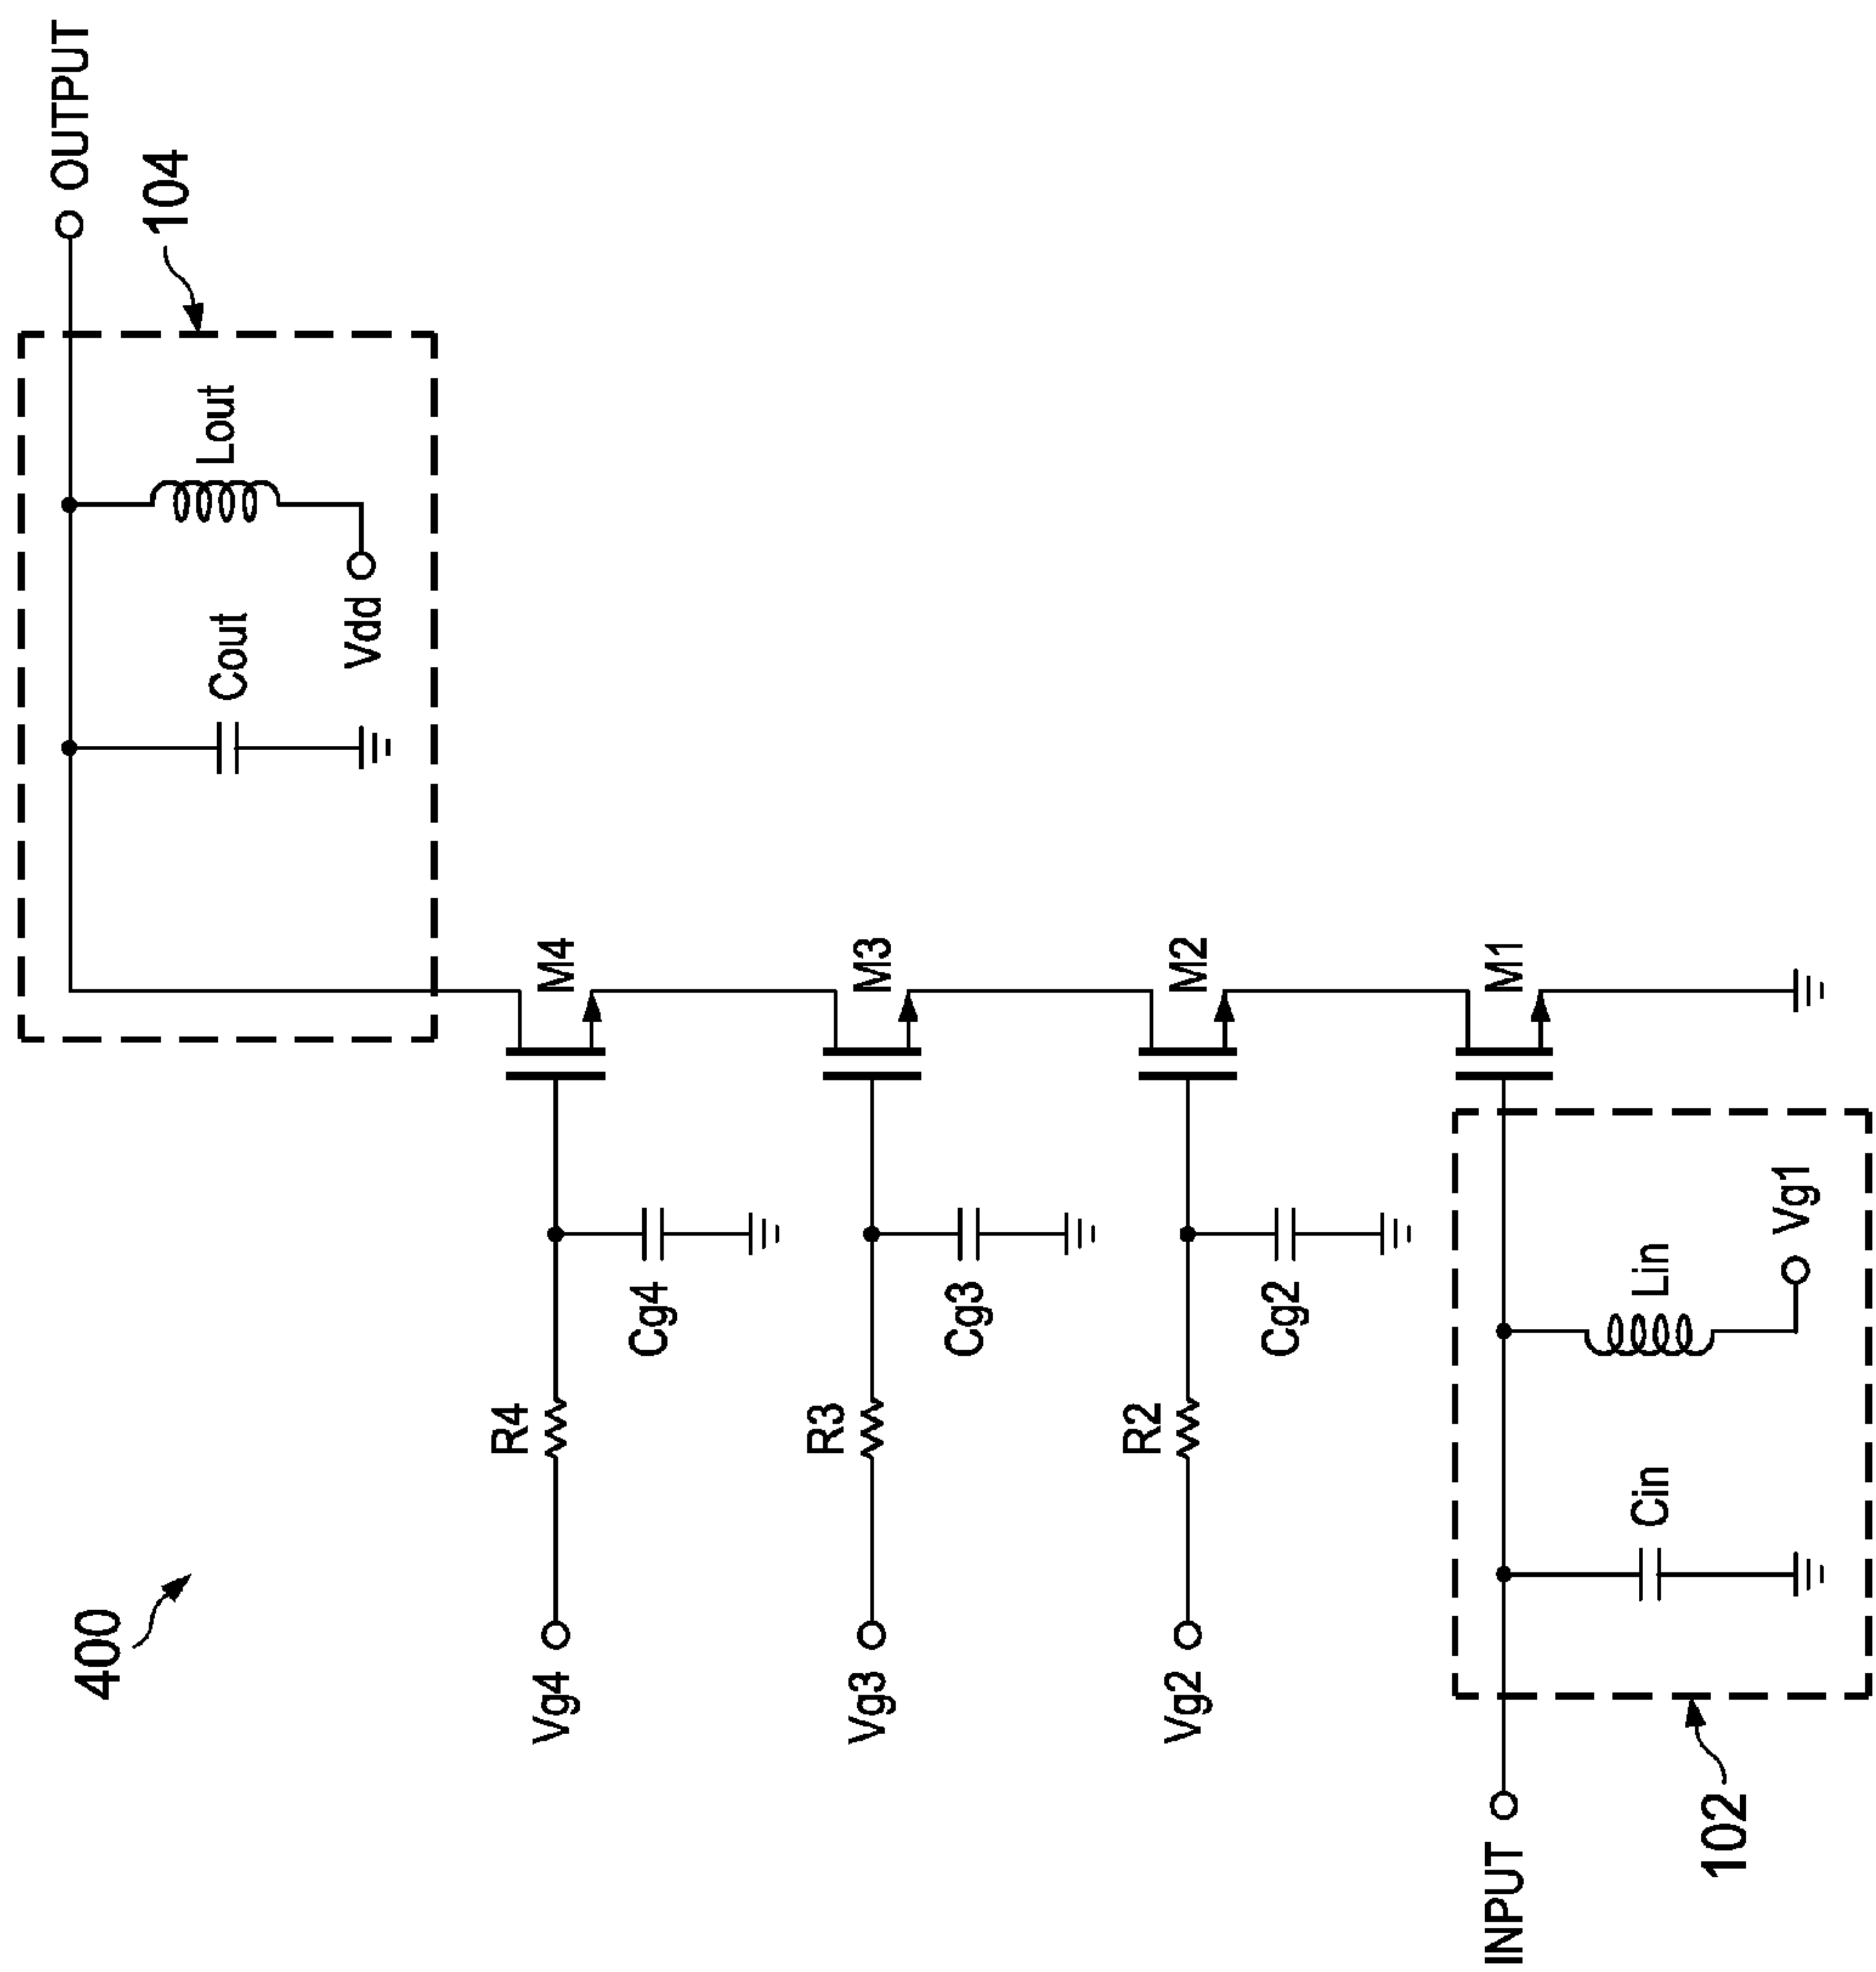 400
OUTPUT
104
Cout
Lout
Vdd
M4
R4
Vg4
Cg4
M3
R3
Vg3
Cg3
M2
R2
Vg2
Cg2
M1
INPUT
Cin
Lin
Vg1
102